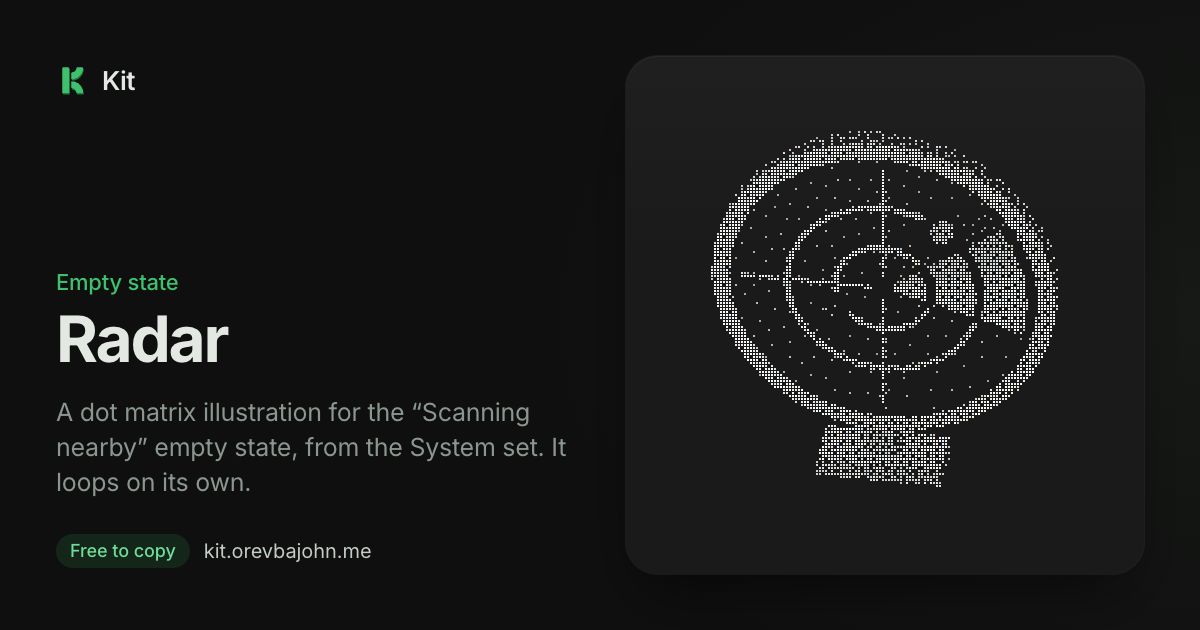 Kit
Empty state
Radar
A dot matrix illustration for the “Scanning
nearby” empty state, from the System set. It
loops on its own.
Free to copy
kit.orevbajohn.me